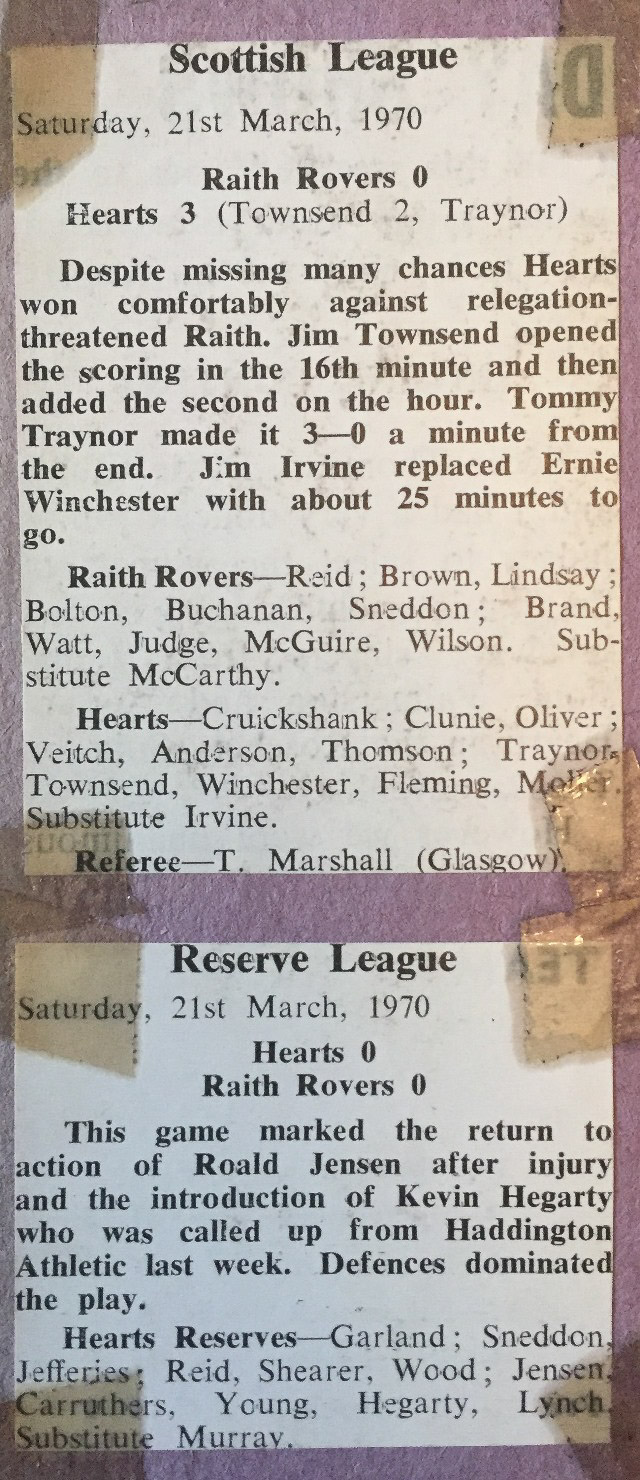 Scottish League
Saturday, 21st March, 1970
Raith Rovers 0
Hearts 3 (Townsend 2, Traynor)
Despite missing many chances Hearts
won comfortably against relegation-
threatened Raith. Jim Townsend opened
the scoring in the 16th minute and then
added the second on the hour. Tommy
Traynor made it 3—0 a minute from
the end. Jim Irvine replaced Ernie
Winchester with about 25 minutes to
go.
Raith Rovers—Reid; Brown, Lindsay;
Bolton, Buchanan, Sneddon; Brand,
Watt, Judge, McGuire, Wilson. Sub-
stitute McCarthy.
Hearts—Cruickshank; Clunie, Oliver;
Veitch, Anderson, Thomson; Traynor,
Townsend, Winchester, Fleming, Moller.
Substitute Irvine.
Referee—T. Marshall (Glasgow).
Reserve League
Saturday, 21st March, 1970
Hearts 0
Raith Rovers 0
This game marked the return to
action of Roald Jensen after injury
and the introduction of Kevin Hegarty
who was called up from Haddington
Athletic last week. Defences dominated
the play.
Hearts Reserves—Garland; Sneddon,
Jefferies; Reid, Shearer, Wood; Jensen,
Carruthers, Young, Hegarty, Lynch.
Substitute Murray.